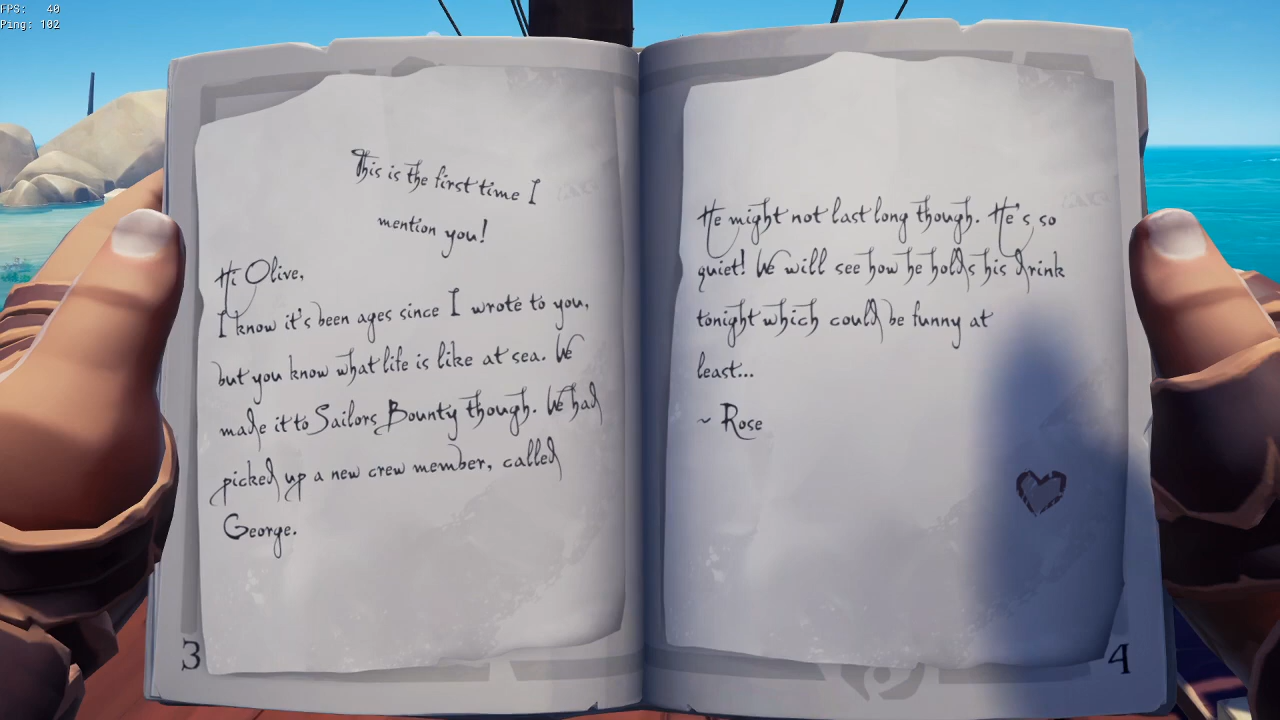 FPS: 40
Ping: 102
This is the first time I
mention you!
Hi Olive,
I know it's been ages since I wrote to you,
but you know what life is like at sea. We
made it to Sailors Bounty though. We had
picked up a new crew member, called
George.
3
He might not last long though. He's so
quiet! We will see how he holds his drink
tonight which could be funny at
least...
~ Rose
4